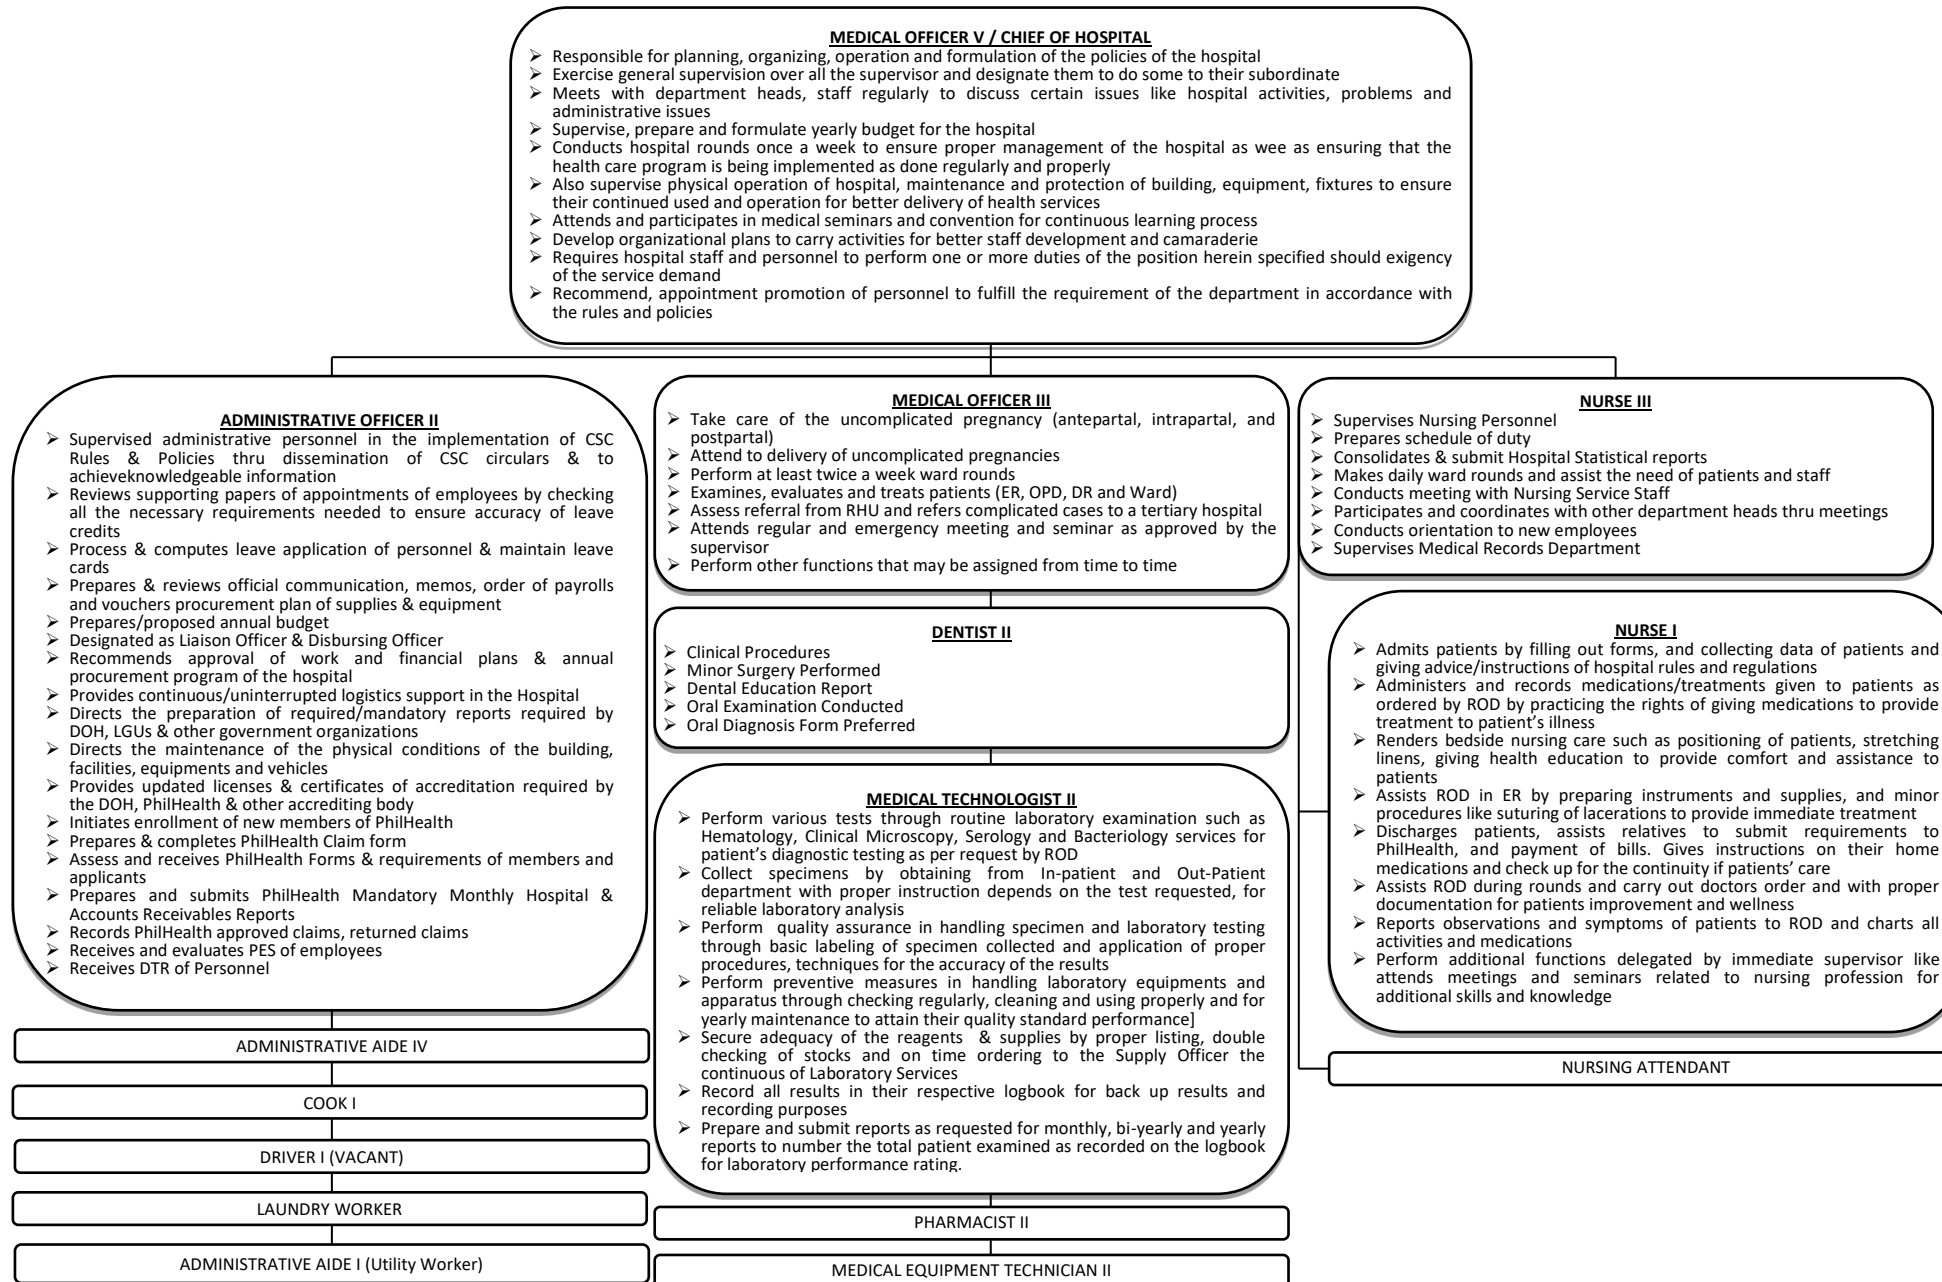 MEDICAL OFFICER V / CHIEF OF HOSPITAL
➢ Responsible for planning, organizing, operation and formulation of the policies of the hospital
➢ Exercise general supervision over all the supervisor and designate them to do some to their subordinate
➢ Meets with department heads, staff regularly to discuss certain issues like hospital activities, problems and
administrative issues
➢ Supervise, prepare and formulate yearly budget for the hospital
➢ Conducts hospital rounds once a week to ensure proper management of the hospital as wee as ensuring that the
health care program is being implemented as done regularly and properly
➢ Also supervise physical operation of hospital, maintenance and protection of building, equipment, fixtures to ensure
their continued used and operation for better delivery of health services
➢ Attends and participates in medical seminars and convention for continuous learning process
➢ Develop organizational plans to carry activities for better staff development and camaraderie
➢ Requires hospital staff and personnel to perform one or more duties of the position herein specified should exigency
of the service demand
➢ Recommend, appointment promotion of personnel to fulfill the requirement of the department in accordance with
the rules and policies
ADMINISTRATIVE OFFICER II
➢ Supervised administrative personnel in the implementation of CSC
Rules & Policies thru dissemination of CSC circulars & to
achieveknowledgeable information
➢ Reviews supporting papers of appointments of employees by checking
all the necessary requirements needed to ensure accuracy of leave
credits
➢ Process & computes leave application of personnel & maintain leave
cards
➢ Prepares & reviews official communication, memos, order of payrolls
and vouchers procurement plan of supplies & equipment
➢ Prepares/proposed annual budget
➢ Designated as Liaison Officer & Disbursing Officer
➢ Recommends approval of work and financial plans & annual
procurement program of the hospital
➢ Provides continuous/uninterrupted logistics support in the Hospital
➢ Directs the preparation of required/mandatory reports required by
DOH, LGUs & other government organizations
➢ Directs the maintenance of the physical conditions of the building,
facilities, equipments and vehicles
➢ Provides updated licenses & certificates of accreditation required by
the DOH, PhilHealth & other accrediting body
➢ Initiates enrollment of new members of PhilHealth
➢ Prepares & completes PhilHealth Claim form
➢ Assess and receives PhilHealth Forms & requirements of members and
applicants
➢ Prepares and submits PhilHealth Mandatory Monthly Hospital &
Accounts Receivables Reports
➢ Records PhilHealth approved claims, returned claims
➢ Receives and evaluates PES of employees
➢ Receives DTR of Personnel
ADMINISTRATIVE AIDE IV
COOK I
DRIVER I (VACANT)
LAUNDRY WORKER
ADMINISTRATIVE AIDE I (Utility Worker)
MEDICAL OFFICER III
➢ Take care of the uncomplicated pregnancy (antepartal, intrapartal, and
postpartal)
➢ Attend to delivery of uncomplicated pregnancies
➢ Perform at least twice a week ward rounds
➢ Examines, evaluates and treats patients (ER, OPD, DR and Ward)
➢ Assess referral from RHU and refers complicated cases to a tertiary hospital
➢ Attends regular and emergency meeting and seminar as approved by the
supervisor
➢ Perform other functions that may be assigned from time to time
DENTIST II
➢ Clinical Procedures
➢ Minor Surgery Performed
➢ Dental Education Report
➢ Oral Examination Conducted
➢ Oral Diagnosis Form Preferred
MEDICAL TECHNOLOGIST II
➢ Perform various tests through routine laboratory examination such as
Hematology, Clinical Microscopy, Serology and Bacteriology services for
patient's diagnostic testing as per request by ROD
➢ Collect specimens by obtaining from In-patient and Out-Patient
department with proper instruction depends on the test requested, for
reliable laboratory analysis
➢ Perform quality assurance in handling specimen and laboratory testing
through basic labeling of specimen collected and application of proper
procedures, techniques for the accuracy of the results
➢ Perform preventive measures in handling laboratory equipments and
apparatus through checking regularly, cleaning and using properly and for
yearly maintenance to attain their quality standard performance]
➢ Secure adequacy of the reagents & supplies by proper listing, double
checking of stocks and on time ordering to the Supply Officer the
continuous of Laboratory Services
➢ Record all results in their respective logbook for back up results and
recording purposes
➢ Prepare and submit reports as requested for monthly, bi-yearly and yearly
reports to number the total patient examined as recorded on the logbook
for laboratory performance rating.
PHARMACIST II
MEDICAL EQUIPMENT TECHNICIAN II
NURSE III
➢ Supervises Nursing Personnel
➢ Prepares schedule of duty
➢ Consolidates & submit Hospital Statistical reports
➢ Makes daily ward rounds and assist the need of patients and staff
➢ Conducts meeting with Nursing Service Staff
➢ Participates and coordinates with other department heads thru meetings
➢ Conducts orientation to new employees
➢ Supervises Medical Records Department
NURSE I
➢ Admits patients by filling out forms, and collecting data of patients and
giving advice/instructions of hospital rules and regulations
➢ Administers and records medications/treatments given to patients as
ordered by ROD by practicing the rights of giving medications to provide
treatment to patient's illness
➢ Renders bedside nursing care such as positioning of patients, stretching
linens, giving health education to provide comfort and assistance to
patients
➢ Assists ROD in ER by preparing instruments and supplies, and minor
procedures like suturing of lacerations to provide immediate treatment
➢ Discharges patients, assists relatives to submit requirements to
PhilHealth, and payment of bills. Gives instructions on their home
medications and check up for the continuity if patients' care
➢ Assists ROD during rounds and carry out doctors order and with proper
documentation for patients improvement and wellness
➢ Reports observations and symptoms of patients to ROD and charts all
activities and medications
➢ Perform additional functions delegated by immediate supervisor like
attends meetings and seminars related to nursing profession for
additional skills and knowledge
NURSING ATTENDANT